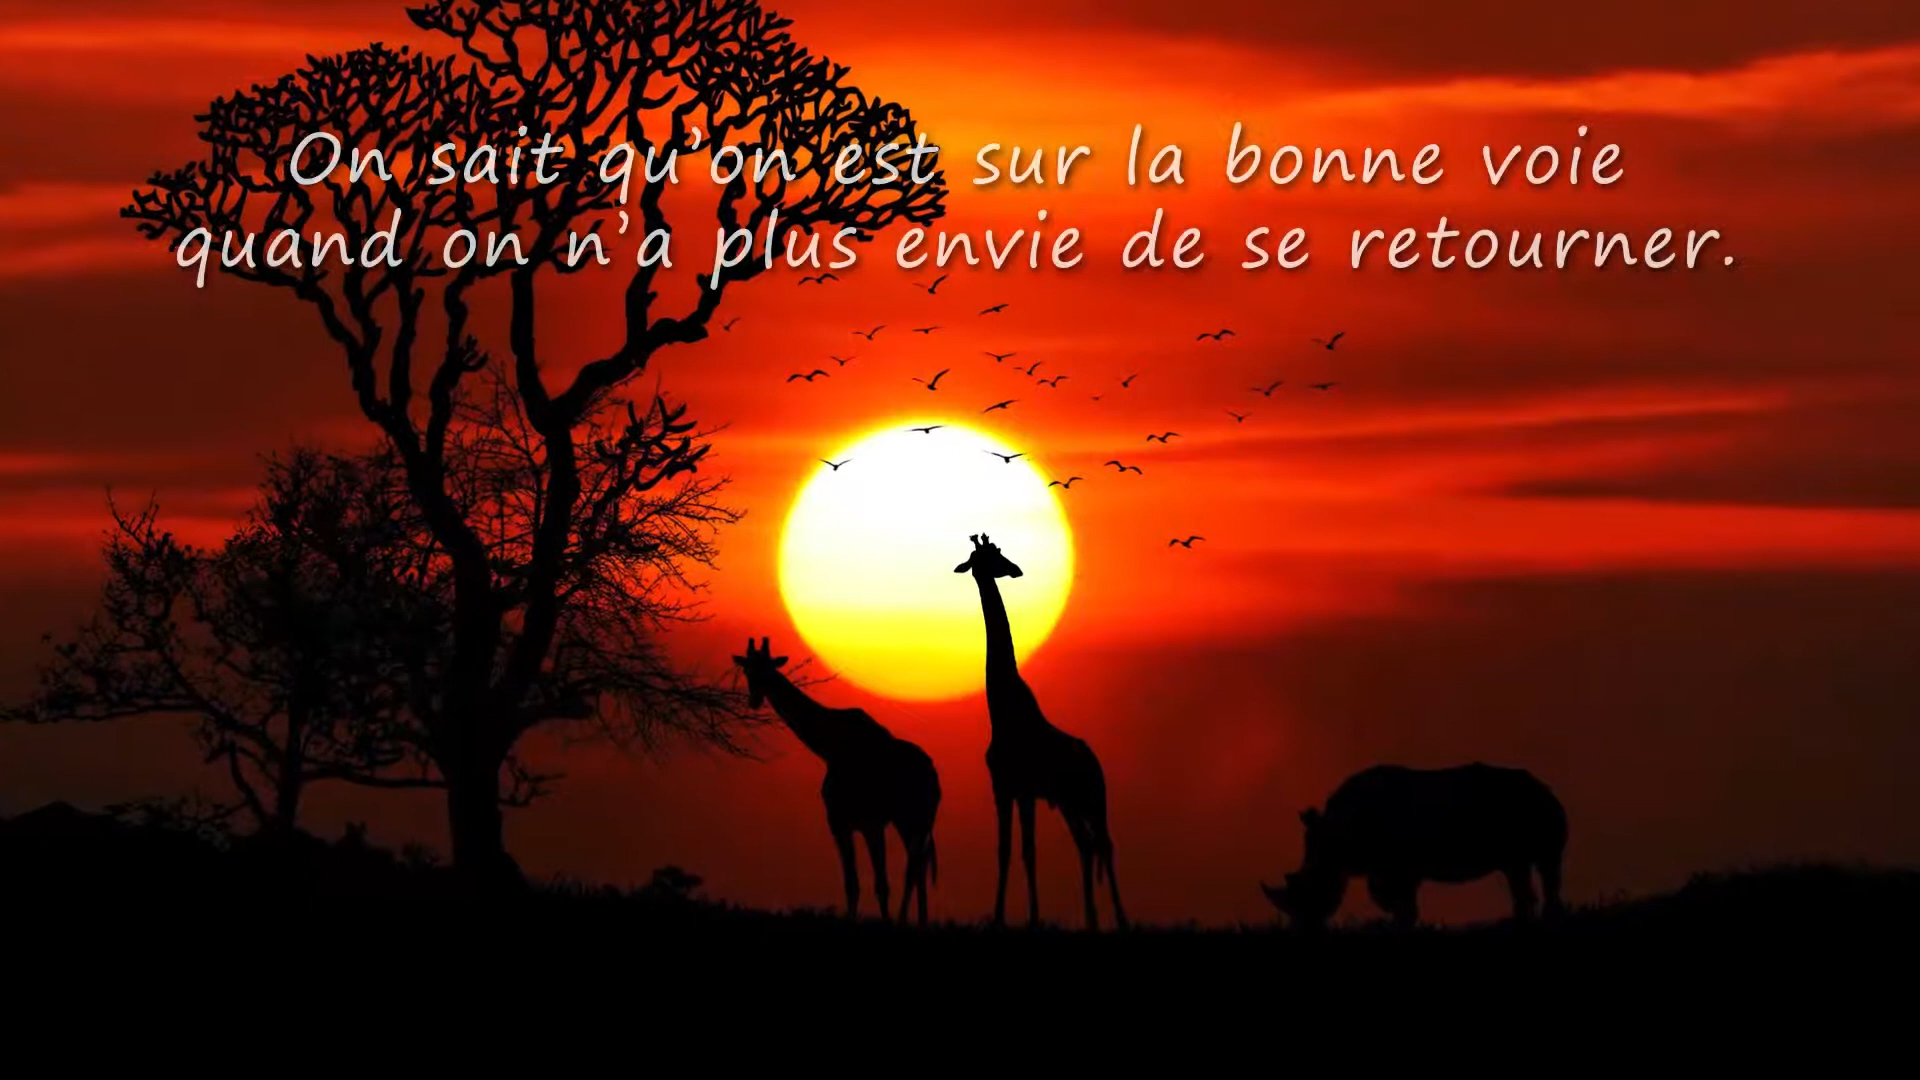 On sait qu’on est sur la bonne voie
quand on n’a plus envie de se retourner.